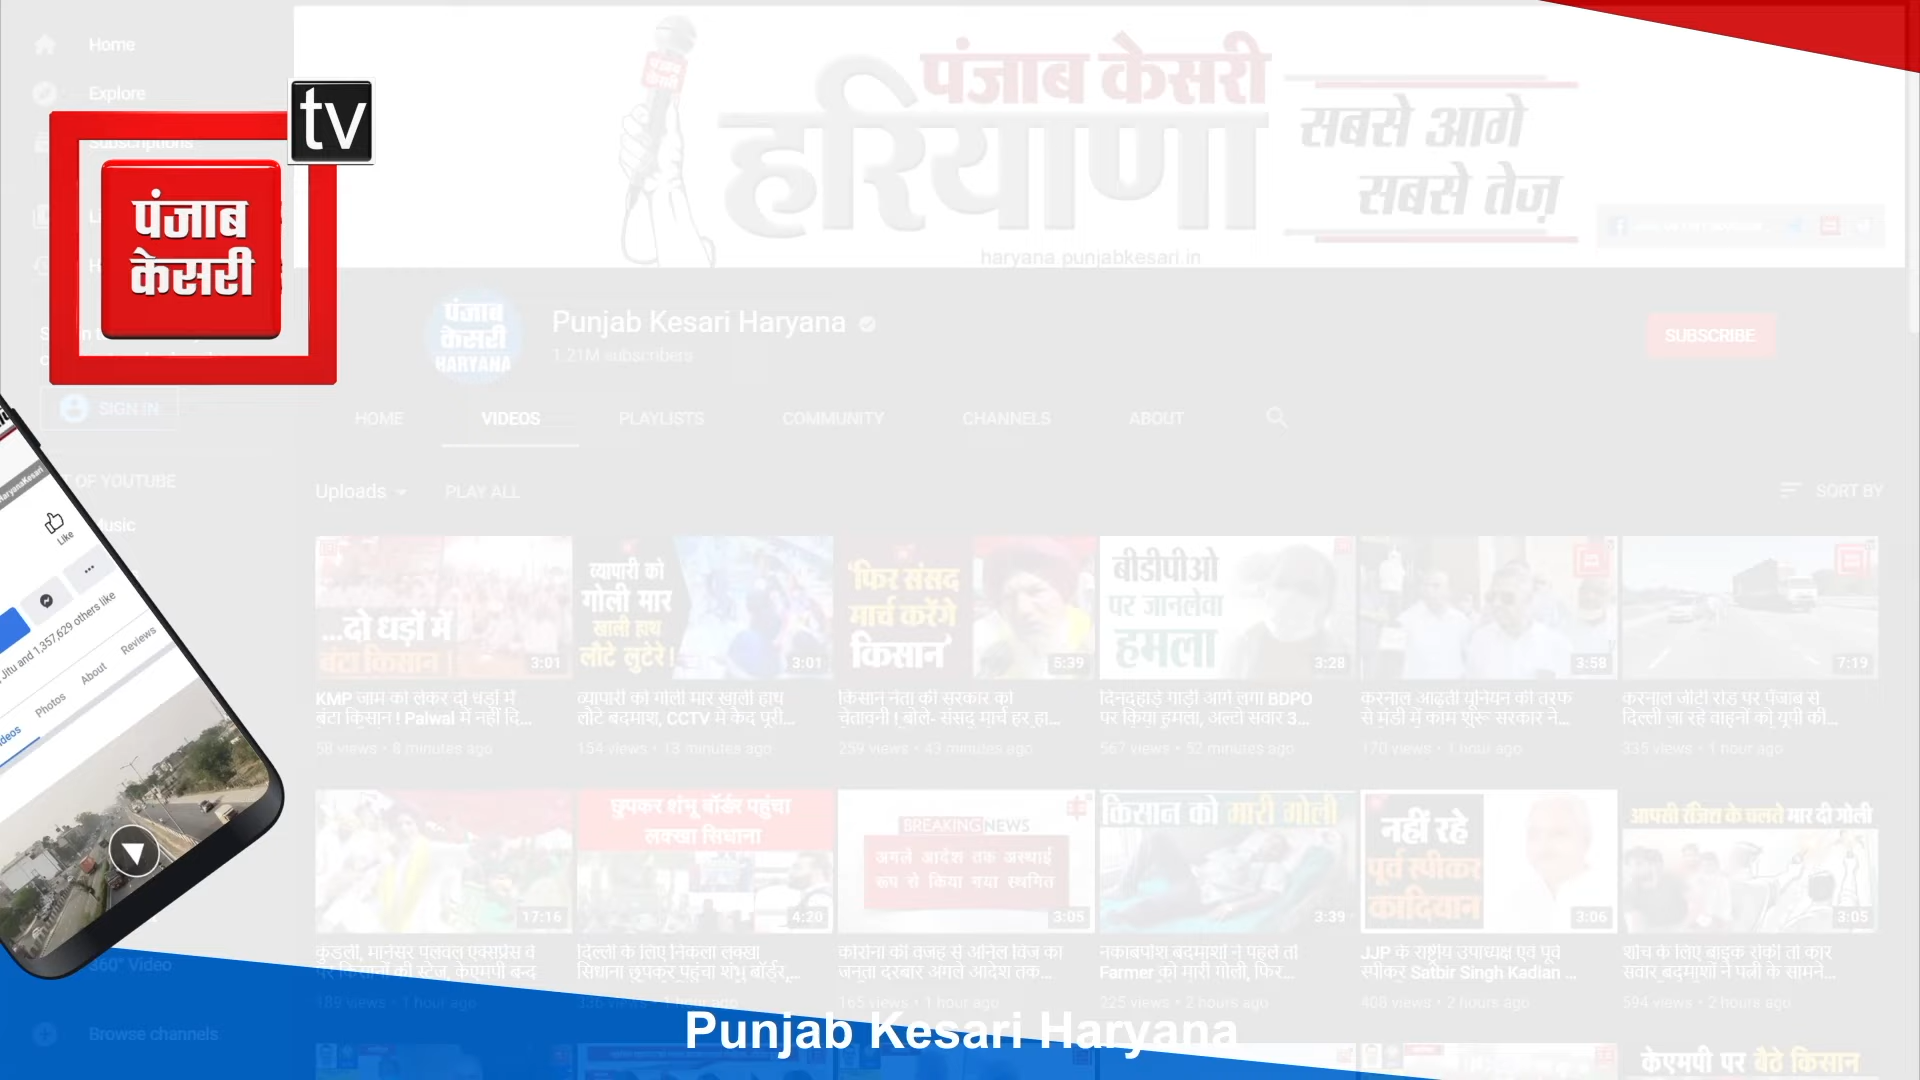 Home
Explore
Subscriptions
tv
पंजाब
केसरी
पंजाब केसरी
हरियाणा
सबसे आगे
सबसे तेज़
haryana.punjabkesari.in
पंजाब
केसरी
HARYANA
Punjab Kesari Haryana
1.21M subscribers
SUBSCRIBE
SIGN IN
HOME VIDEOS PLAYLISTS COMMUNITY CHANNELS ABOUT
OF YOUTUBE
Uploads PLAY ALL SORT BY
Music
Like
Jitu and 1,357,629 others like
Photos About Reviews
...दो धड़ों में
बंटा किसान !
3:01
व्यापारी को
गोली मार
खाली हाथ
लौटे लुटेरे !
3:01
'फिर संसद
मार्च करेंगे
किसान'
5:39
बीडीपीओ
पर जानलेवा
हमला
3:28
3:58
7:19
KMP जाम को लेकर दो धड़ों में
बंटा किसान ! Palwal में नहीं दि...
58 views • 8 minutes ago
व्यापारी को गोली मार खाली हाथ
लौटे बदमाश, CCTV में कैद पूरी...
154 views • 13 minutes ago
किसान नेता की सरकार को
चेतावनी ! बोले- संसद मार्च हर हा...
259 views • 43 minutes ago
दिनदहाड़े गाड़ी आगे लगा BDPO
पर किया हमला, अल्टो सवार 3...
567 views • 52 minutes ago
करनाल आढ़ती यूनियन की तरफ
से मंडी में काम शुरू सरकार ने...
170 views • 1 hour ago
करनाल जीटी रोड पर पंजाब से
दिल्ली जा रहे वाहनों को यूपी की...
335 views • 1 hour ago
17:16
छुपकर शंभू बॉर्डर पहुंचा
लक्खा सिधाना
4:20
BREAKING NEWS
अगले आदेश तक अस्थाई
रूप से किया गया स्थगित
3:05
किसान को मारी गोली
3:39
नहीं रहे
पूर्व स्पीकर
कादियान
3:06
आपसी रंजिश के चलते मार दी गोली
3:05
कुंडली, मानेसर पलवल एक्सप्रेस वे
पर किसानों की स्टेज, केएमपी बन्द
189 views • 1 hour ago
दिल्ली के लिए निकला लक्खा
सिधाना छुपकर पहुंचा शंभू बॉर्डर,...
कोरोना की वजह से अनिल विज का
जनता दरबार अगले आदेश तक...
165 views • 1 hour ago
नकाबपोश बदमाशों ने पहले तो
Farmer को मारी गोली, फिर...
225 views • 2 hours ago
JJP के राष्ट्रीय उपाध्यक्ष एवं पूर्व
स्पीकर Satbir Singh Kadian ...
408 views • 2 hours ago
शौच के लिए बाइक रोकी तो कार
सवार बदमाशों ने पत्नी के सामने...
594 views • 2 hours ago
360° Video
Browse channels
Punjab Kesari Haryana
केएमपी पर बैठे किसान